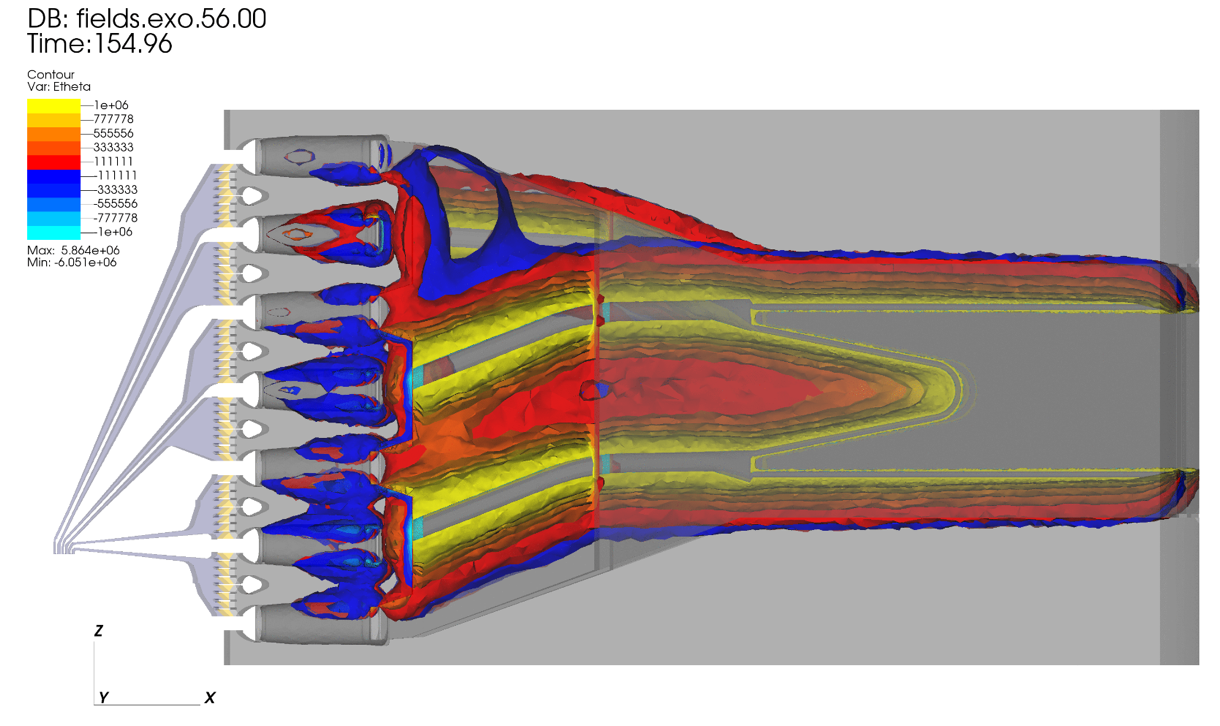 DB: fields.exo.56.00
Time:154.96
Contour
Var: Etheta
1e+06
777778
555556
333333
111111
-111111
-333333
-555556
-777778
-1e+06
Max: 5.864e+06
Min: -6.051e+06
Z
Y X